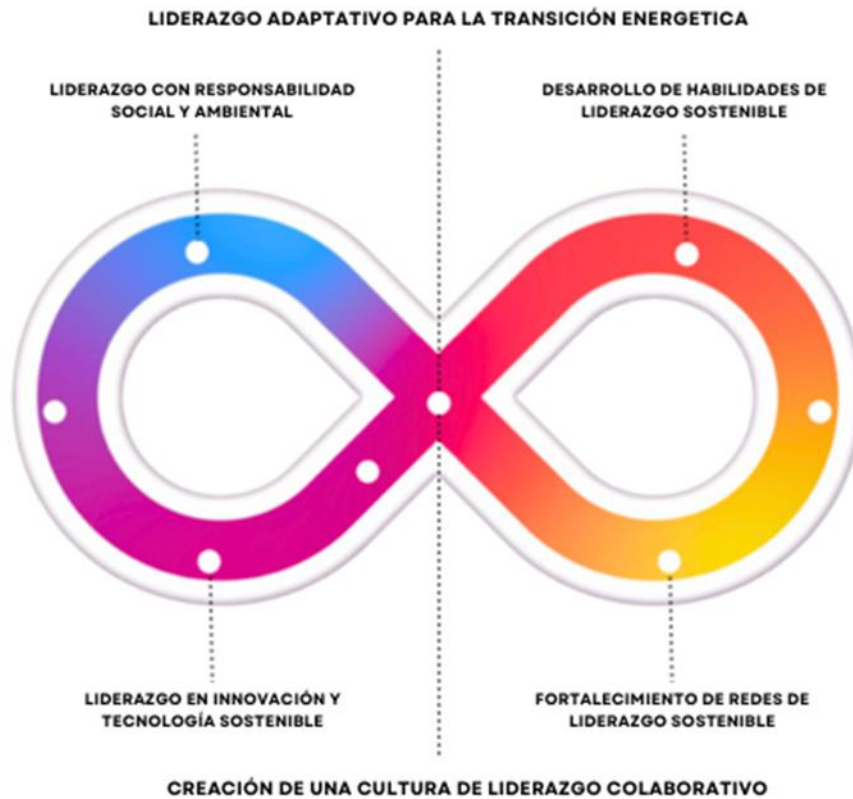 LIDERAZGO ADAPTATIVO PARA LA TRANSICIÓN ENERGETICA
LIDERAZGO CON RESPONSABILIDAD
SOCIAL Y AMBIENTAL
DESARROLLO DE HABILIDADES DE
LIDERAZGO SOSTENIBLE
LIDERAZGO EN INNOVACIÓN Y
TECNOLOGÍA SOSTENIBLE
FORTALECIMIENTO DE REDES DE
LIDERAZGO SOSTENIBLE
CREACIÓN DE UNA CULTURA DE LIDERAZGO COLABORATIVO